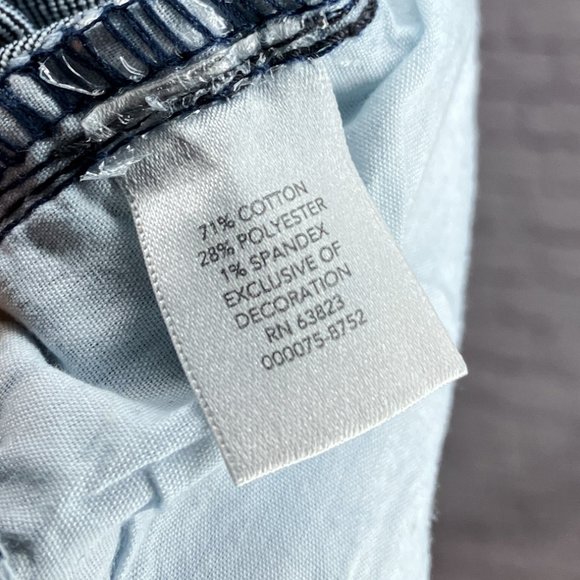 71% COTTON
28% POLYESTER
1% SPANDEX
EXCLUSIVE OF
DECORATION
RN 63823
000075-8752